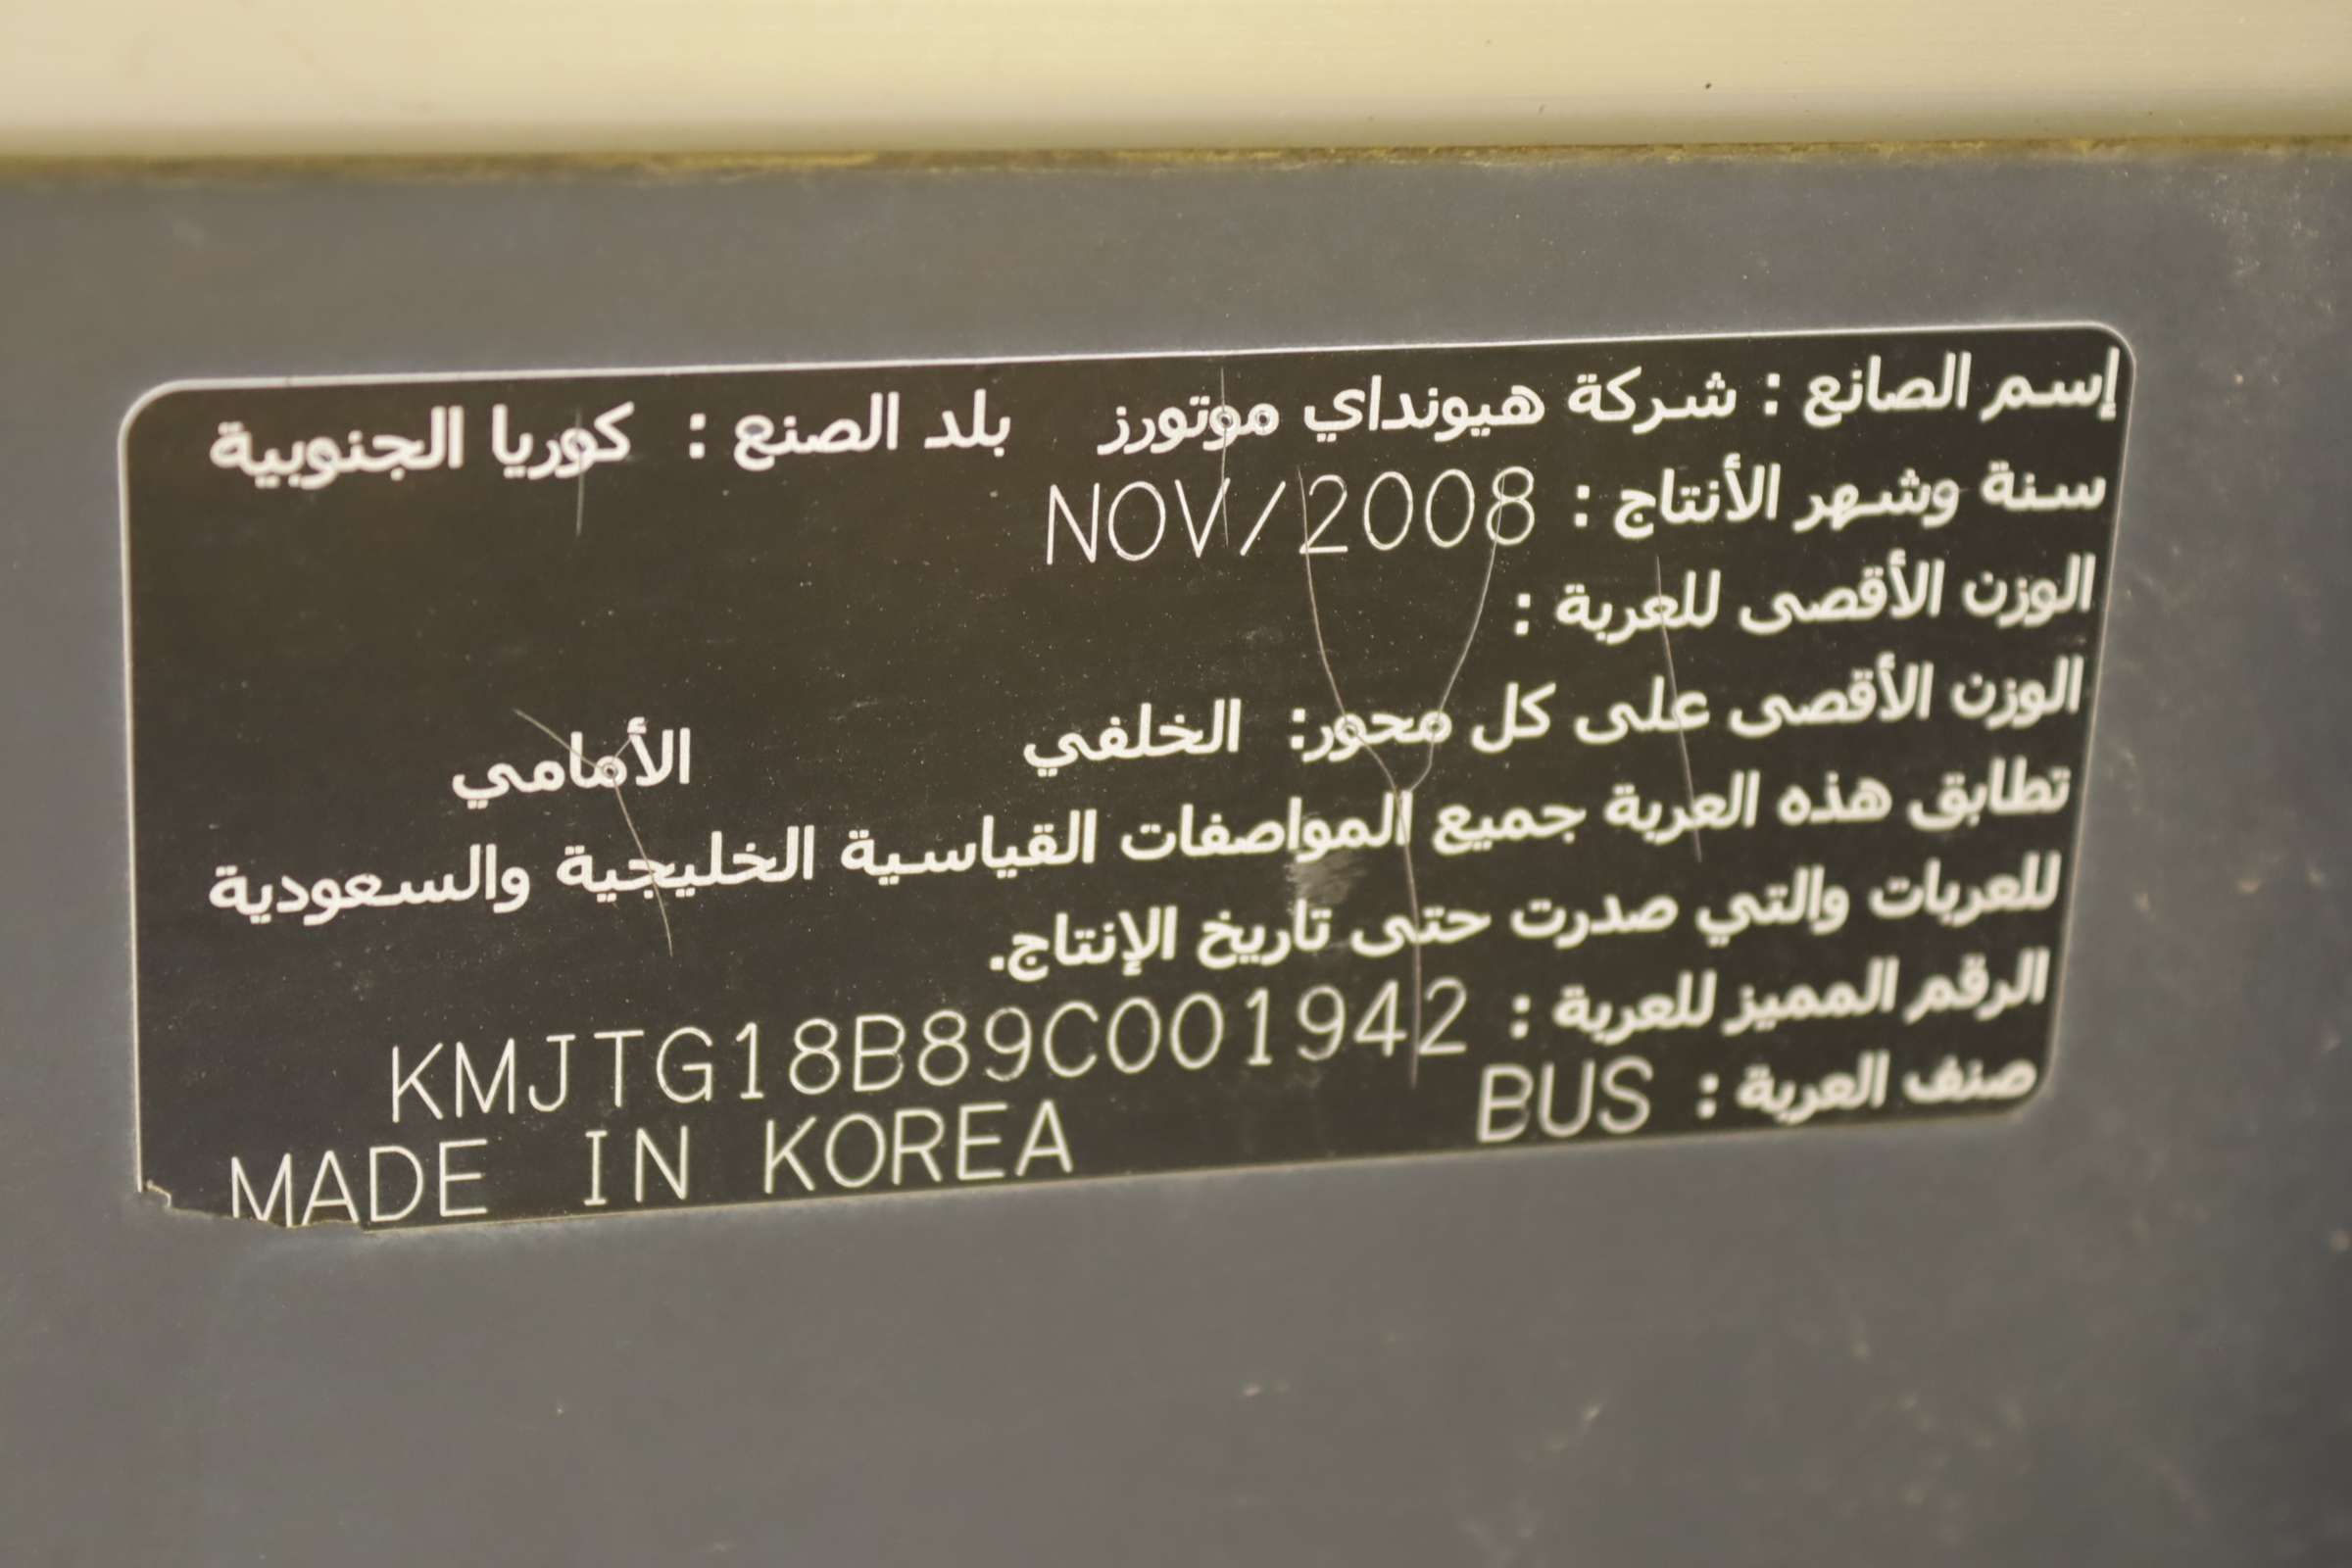 إسم الصانع : شركة هيونداي موتورز بلد الصنع : كوريا الجنوبية
سنة وشهر الأنتاج : NOV/2008
الوزن الأقصى للعربة :
الوزن الأقصى على كل محور: الخلفي الأمامي
تطابق هذه العربة جميع المواصفات القياسية الخليجية والسعودية
للعربات والتي صدرت حتى تاريخ الإنتاج.
الرقم المميز للعربة : KMJTG18B89C001942
صنف العربة : BUS MADE IN KOREA